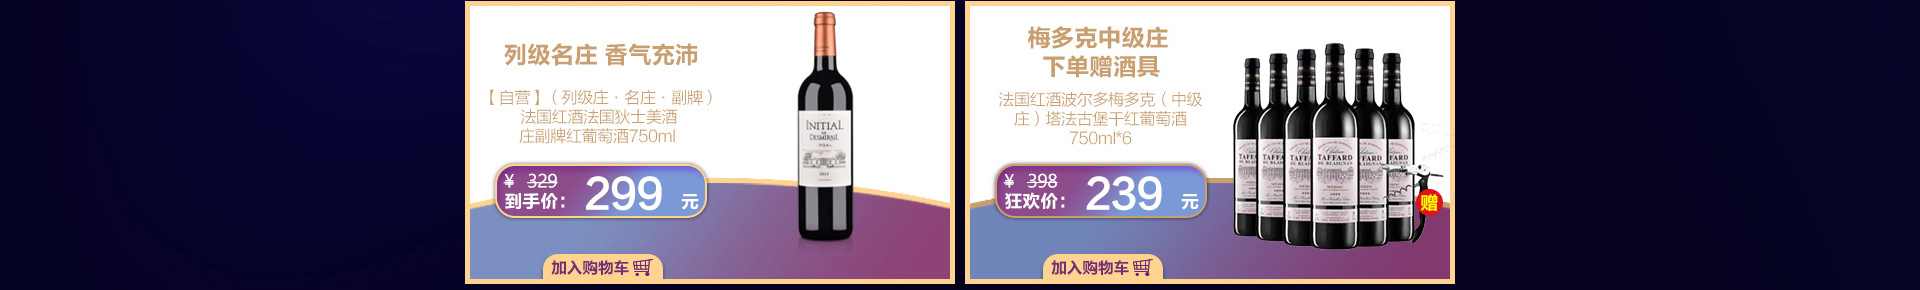 列级名庄 香气充沛
【自营】（列级庄·名庄·副牌）
法国红酒法国狄士美酒
庄副牌红葡萄酒750ml
¥ 329
到手价： 299 元
加入购物车
INITIAL
DE
DESMIRAIL
2012
梅多克中级庄
下单赠酒具
法国红酒波尔多梅多克（中级
庄）塔法古堡干红葡萄酒
750ml*6
¥ 398
狂欢价： 239 元
加入购物车
Château
TAFFARD
DE BLAIGNAN
赠